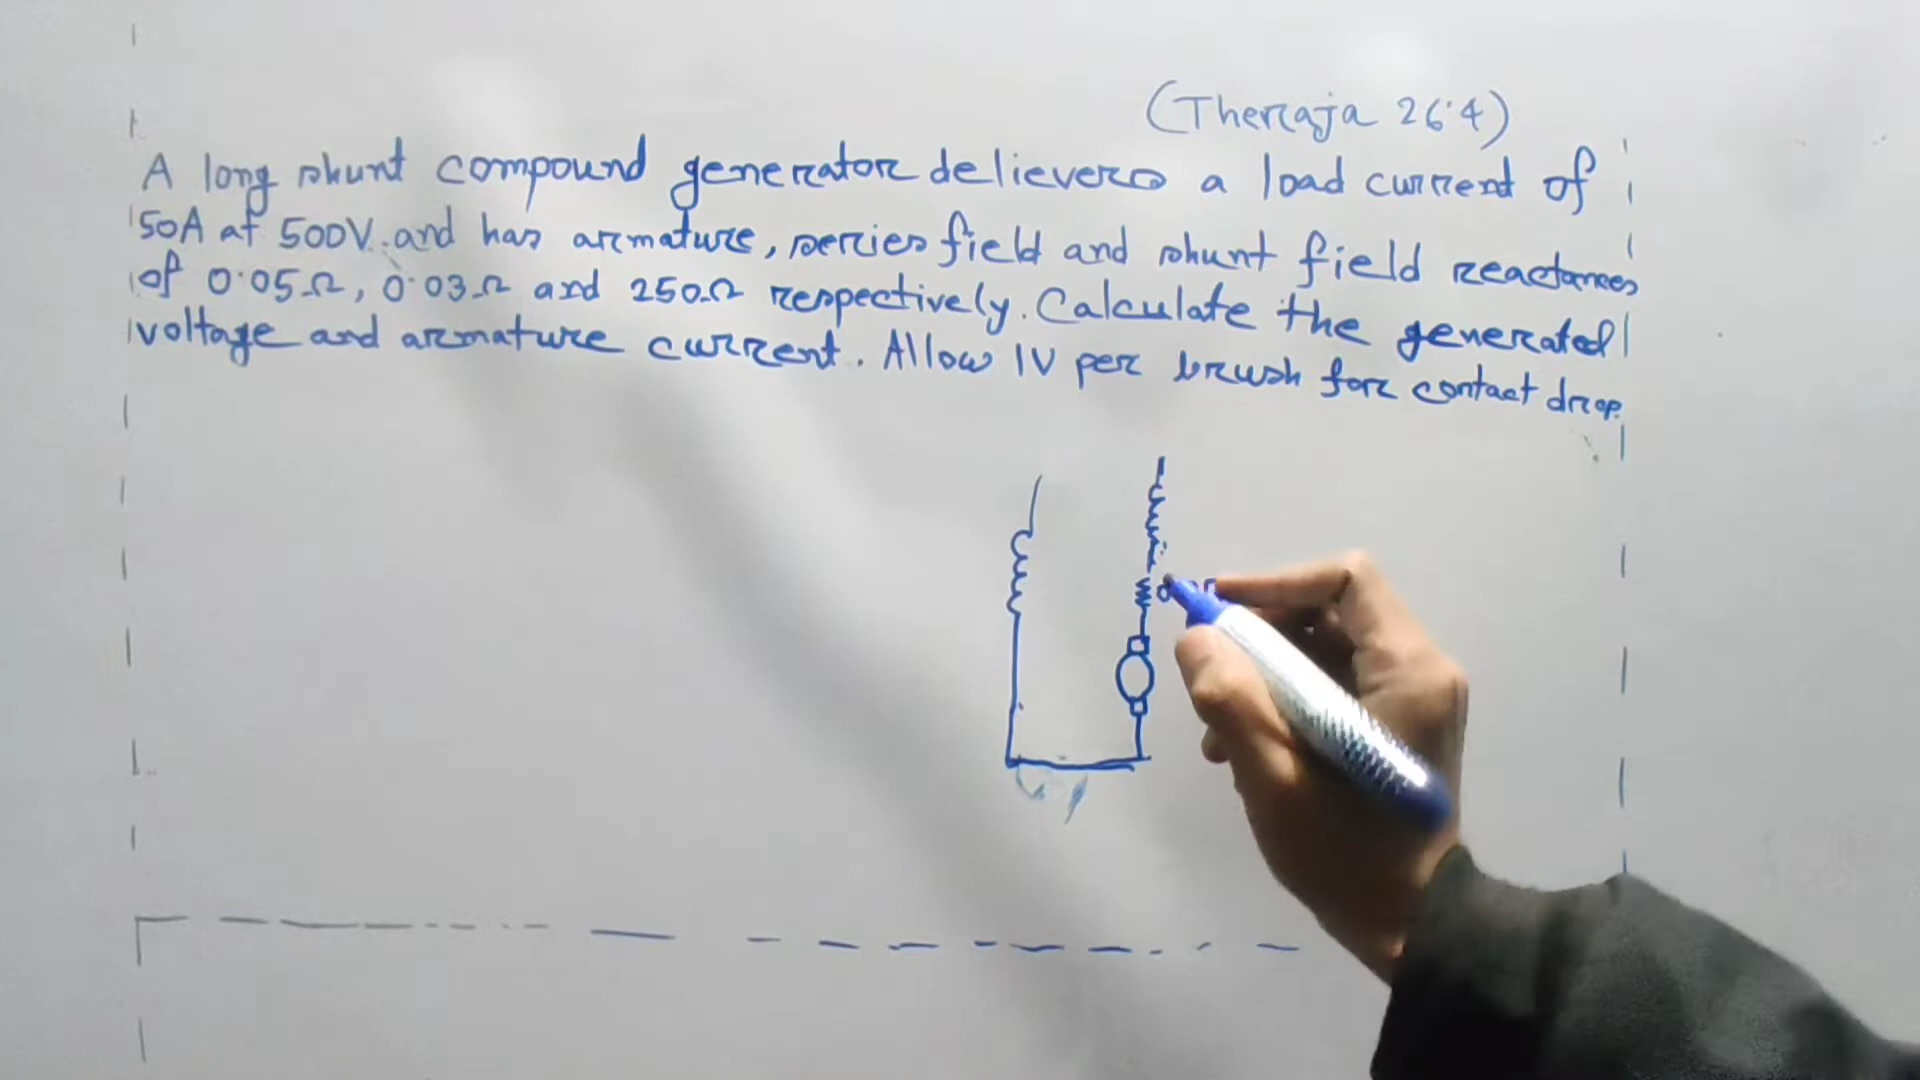 (Theraja 26.4)
A long shunt compound generator delievers a load current of
50A at 500V and has armature, series field and shunt field reactances
of 0.05Ω, 0.03Ω and 250Ω respectively. Calculate the generated
voltage and armature current. Allow 1V per brush for contact drop.